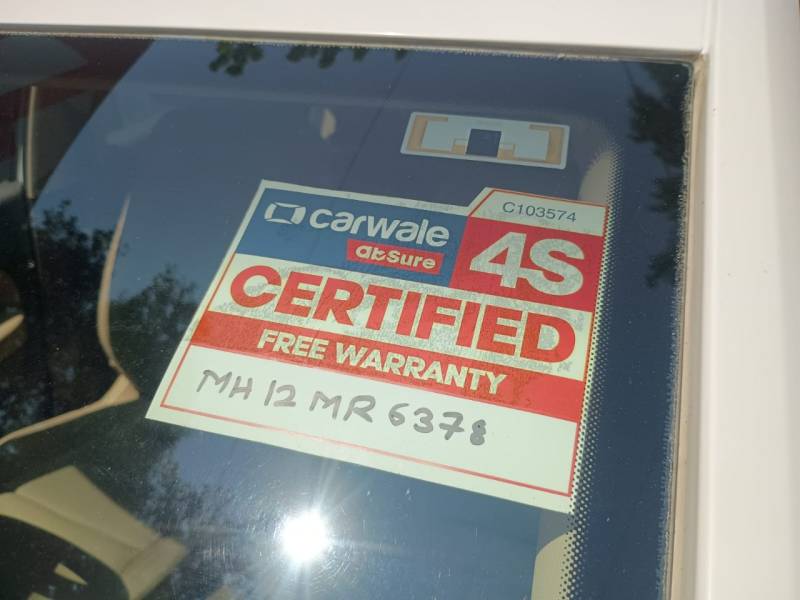 C103574
carwale
abSure
4S
CERTIFIED
FREE WARRANTY
MH 12 MR 6378